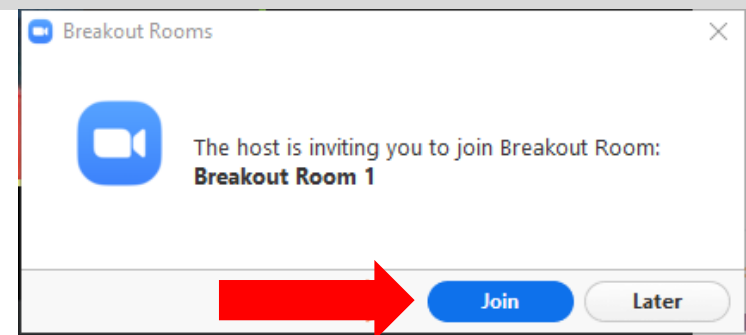 Breakout Rooms
The host is inviting you to join Breakout Room:
Breakout Room 1
Join
Later